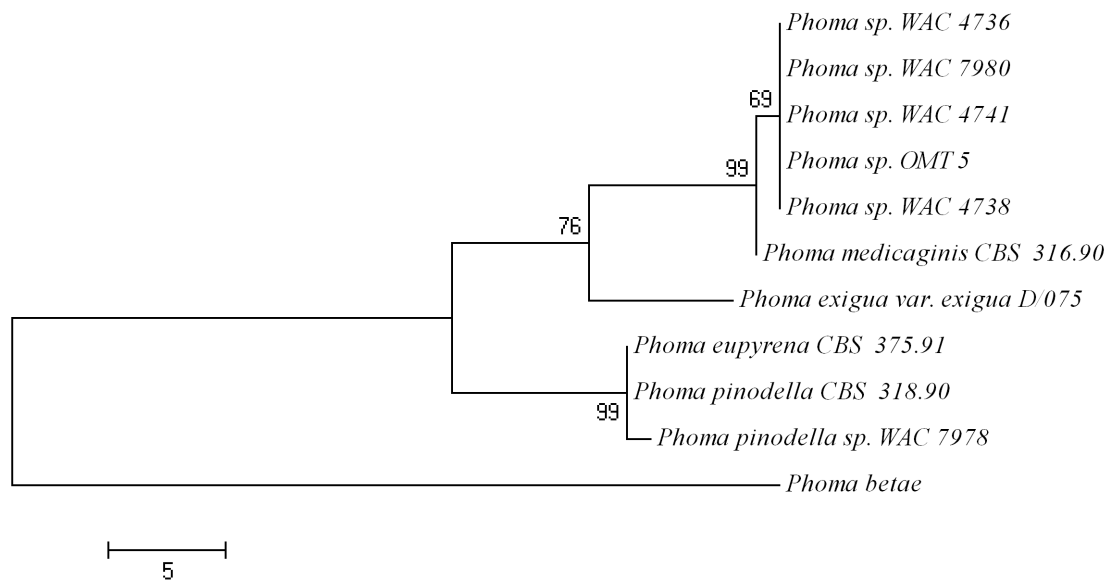 Phoma sp. WAC 4736
Phoma sp. WAC 7980
69
Phoma sp. WAC 4741
Phoma sp. OMT 5
99
Phoma sp. WAC 4738
76
Phoma medicaginis CBS 316.90
Phoma exigua var. exigua D/075
Phoma eupyrena CBS 375.91
Phoma pinodella CBS 318.90
99
Phoma pinodella sp. WAC 7978
Phoma betae
5